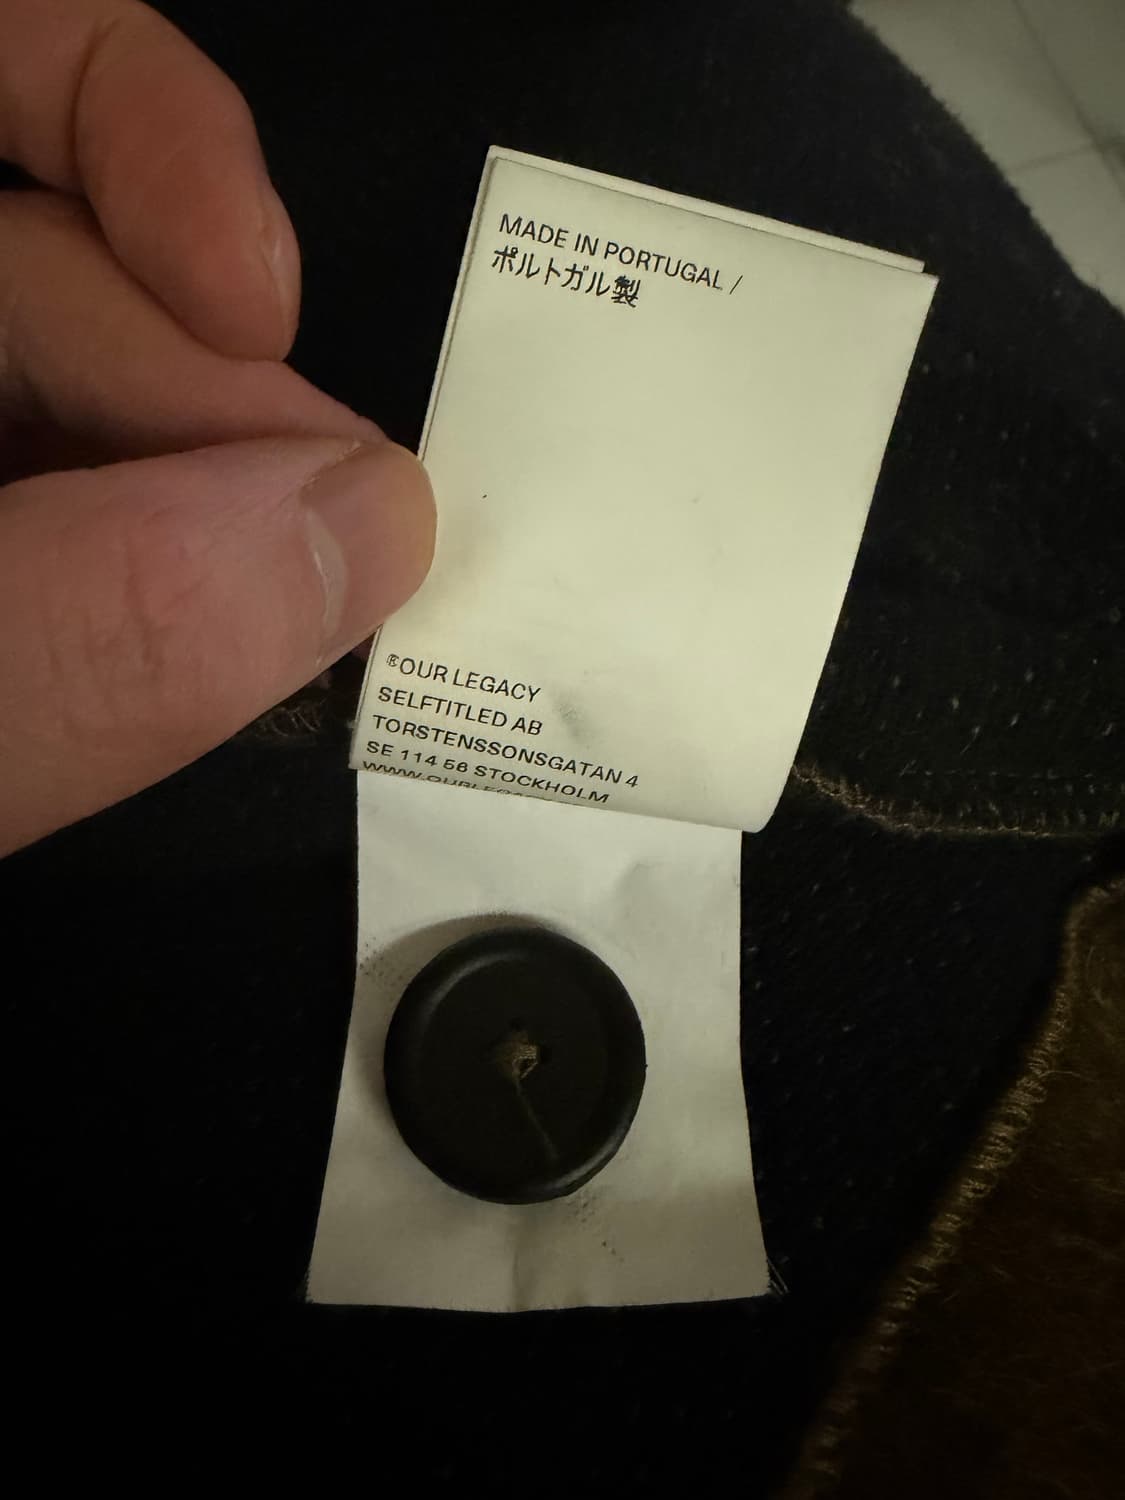 MADE IN PORTUGAL /
ポルトガル製
®OUR LEGACY
SELFTITLED AB
TORSTENSSONSGATAN 4
SE 114 56 STOCKHOLM